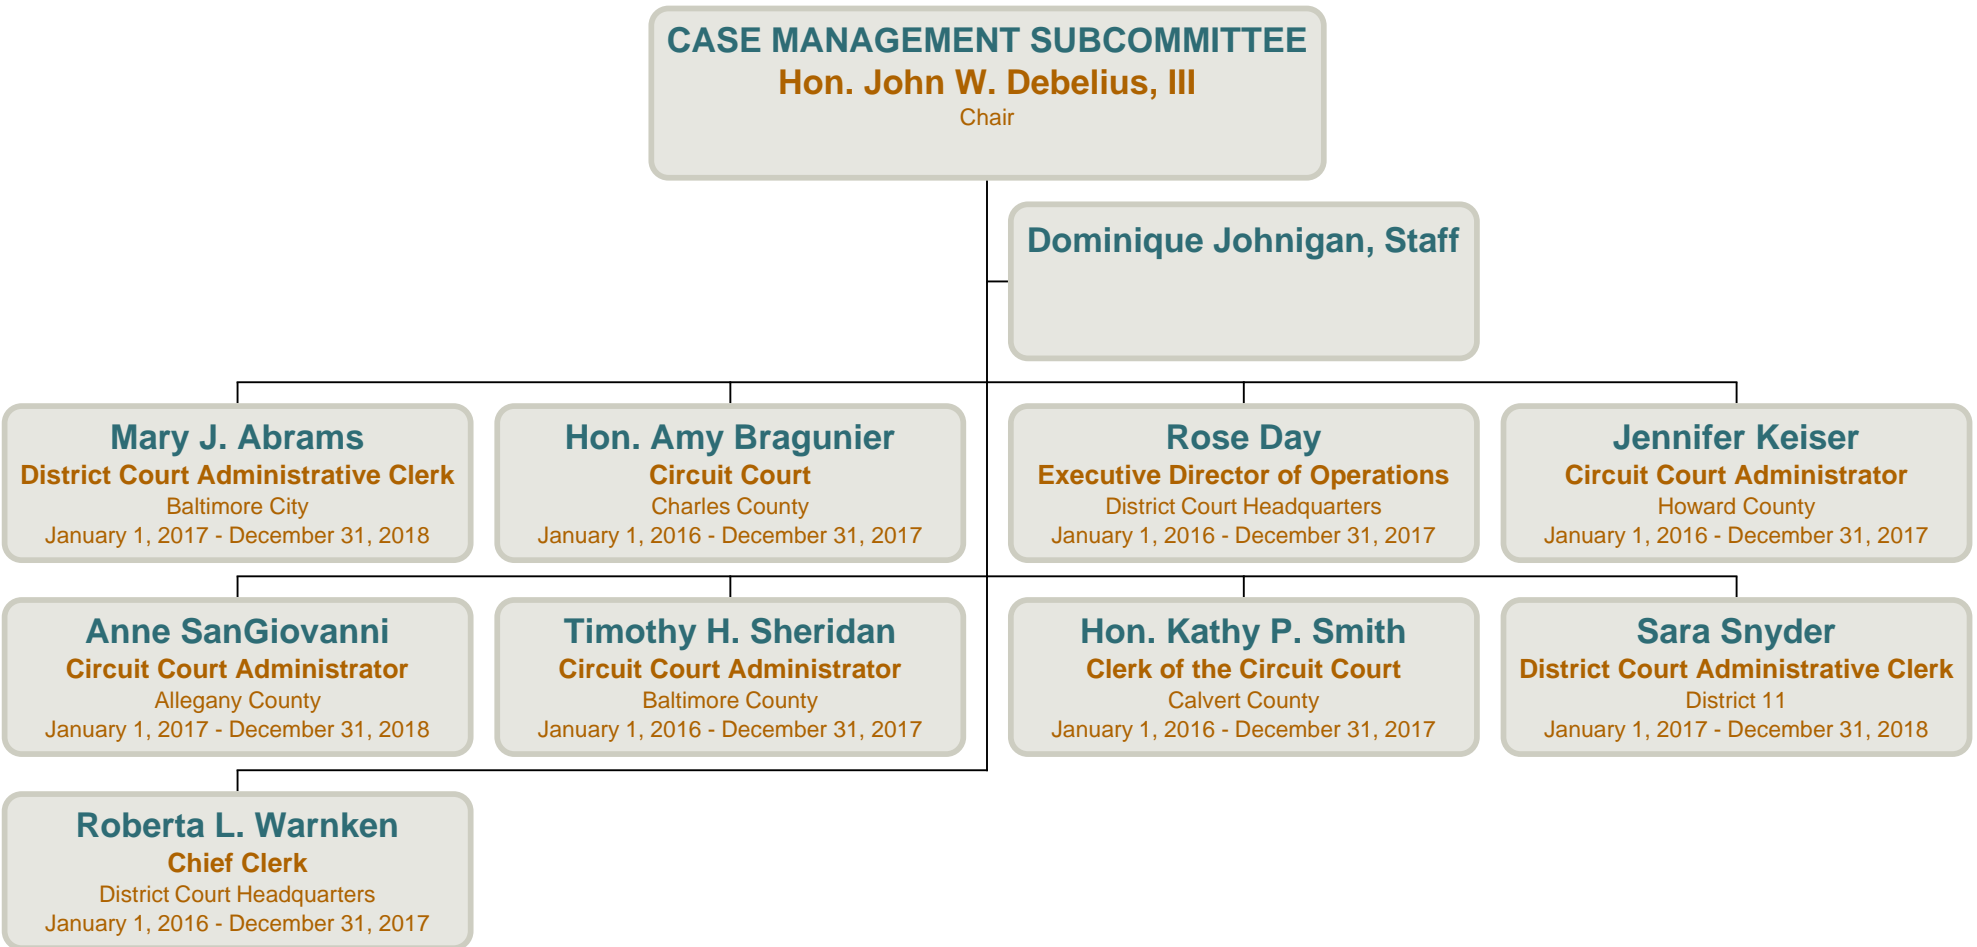 CASE MANAGEMENT SUBCOMMITTEE
Hon. John W. Debelius, III
Chair
Dominique Johnigan, Staff
Mary J. Abrams
District Court Administrative Clerk
Baltimore City
January 1, 2017 - December 31, 2018
Hon. Amy Bragunier
Circuit Court
Charles County
January 1, 2016 - December 31, 2017
Rose Day
Executive Director of Operations
District Court Headquarters
January 1, 2016 - December 31, 2017
Jennifer Keiser
Circuit Court Administrator
Howard County
January 1, 2016 - December 31, 2017
Anne SanGiovanni
Circuit Court Administrator
Allegany County
January 1, 2017 - December 31, 2018
Timothy H. Sheridan
Circuit Court Administrator
Baltimore County
January 1, 2016 - December 31, 2017
Hon. Kathy P. Smith
Clerk of the Circuit Court
Calvert County
January 1, 2016 - December 31, 2017
Sara Snyder
District Court Administrative Clerk
District 11
January 1, 2017 - December 31, 2018
Roberta L. Warnken
Chief Clerk
District Court Headquarters
January 1, 2016 - December 31, 2017